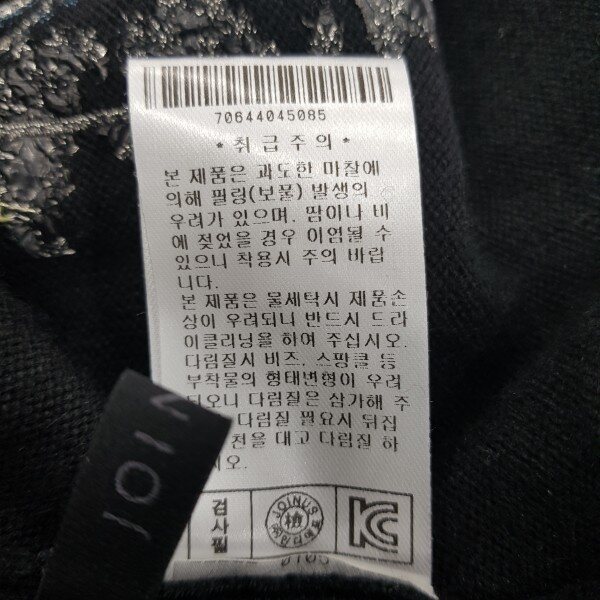 70644045085
* 취급주의 *
본 제품은 과도한 마찰에
의해 필링(보풀) 발생의
우려가 있으며, 땀이나 비
에 젖었을 경우 이염될 수
있으니 착용시 주의 바랍
니다.
본 제품은 물세탁시 제품손
상이 우려되니 반드시 드라
이클리닝을 하여 주십시오.
다림질시 비즈, 스팡클 등
부착물의 형태변형이 우려
되오니 다림질은 삼가해 주
다림질 필요시 뒤집
천을 대고 다림질 하
시오.
검사필
JOINUS
KC
JOIN